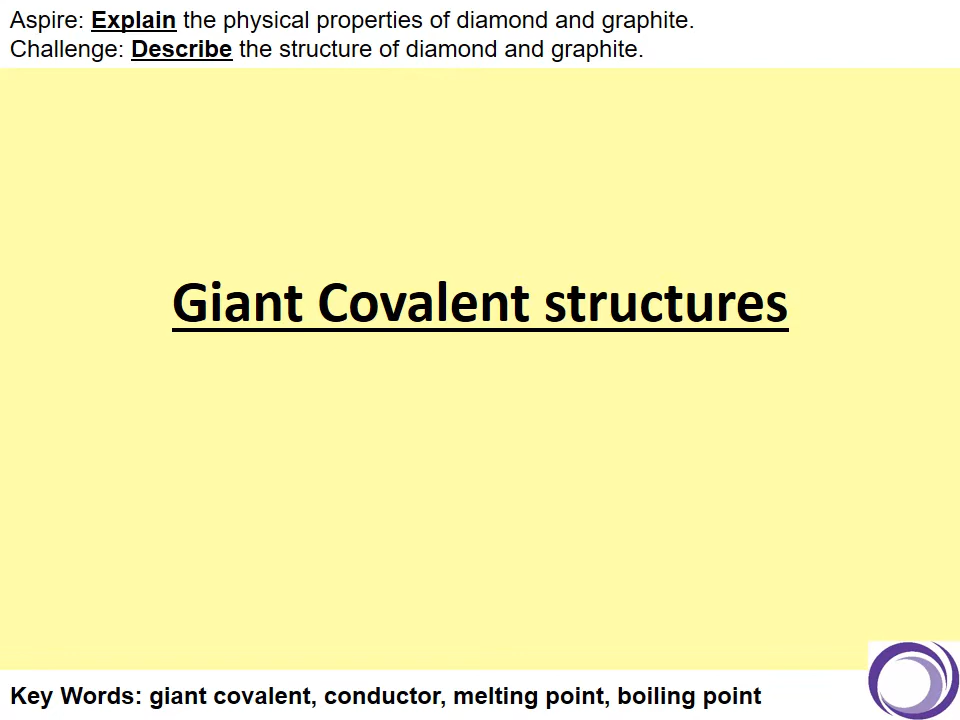 Aspire: Explain the physical properties of diamond and graphite.
Challenge: Describe the structure of diamond and graphite.
Giant Covalent structures
Key Words: giant covalent, conductor, melting point, boiling point